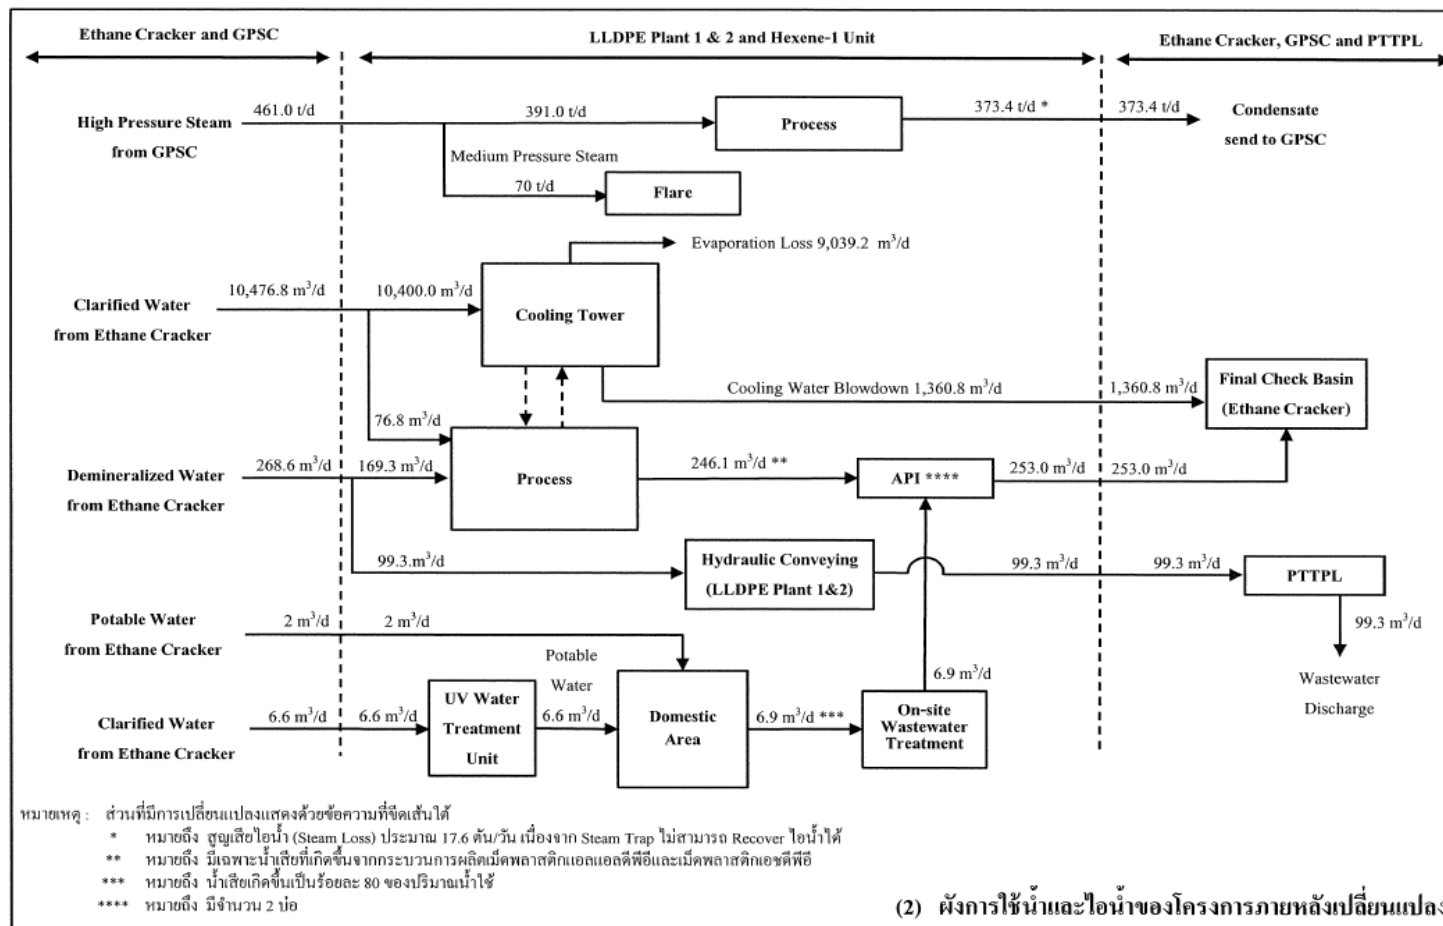 Ethane Cracker and GPSC
LLDPE Plant 1 & 2 and Hexene-1 Unit
Ethane Cracker, GPSC and PTTPL
High Pressure Steam
from GPSC
461.0 t/d
391.0 t/d
Process
373.4 t/d *
373.4 t/d
Condensate
send to GPSC
Medium Pressure Steam
70 t/d
Flare
Evaporation Loss 9,039.2 m³/d
Clarified Water
from Ethane Cracker
10,476.8 m³/d
10,400.0 m³/d
Cooling Tower
Cooling Water Blowdown 1,360.8 m³/d
1,360.8 m³/d
Final Check Basin
(Ethane Cracker)
76.8 m³/d
Demineralized Water
from Ethane Cracker
268.6 m³/d
169.3 m³/d
Process
246.1 m³/d **
API ****
253.0 m³/d
253.0 m³/d
99.3.m³/d
Hydraulic Conveying
(LLDPE Plant 1&2)
99.3 m³/d
99.3 m³/d
PTTPL
99.3 m³/d
Wastewater
Discharge
Potable Water
from Ethane Cracker
2 m³/d
2 m³/d
Potable
Water
6.9 m³/d
Clarified Water
from Ethane Cracker
6.6 m³/d
6.6 m³/d
UV Water
Treatment
Unit
6.6 m³/d
Domestic
Area
6.9 m³/d ***
On-site
Wastewater
Treatment
หมายเหตุ : ส่วนที่มีการเปลี่ยนแปลงแสดงด้วยข้อความที่ขีดเส้นใต้
* หมายถึง สูญเสียไอน้ำ (Steam Loss) ประมาณ 17.6 ตัน/วัน เนื่องจาก Steam Trap ไม่สามารถ Recover ไอน้ำได้
** หมายถึง มีเฉพาะน้ำเสียที่เกิดขึ้นจากกระบวนการผลิตเม็ดพลาสติกแอลแอลดีพีอีและเม็ดพลาสติกเอชดีพีอี
*** หมายถึง น้ำเสียเกิดขึ้นเป็นร้อยละ 80 ของปริมาณน้ำใช้
**** หมายถึง มีจำนวน 2 บ่อ
(2) ผังการใช้น้ำและไอน้ำของโครงการภายหลังเปลี่ยนแปลง